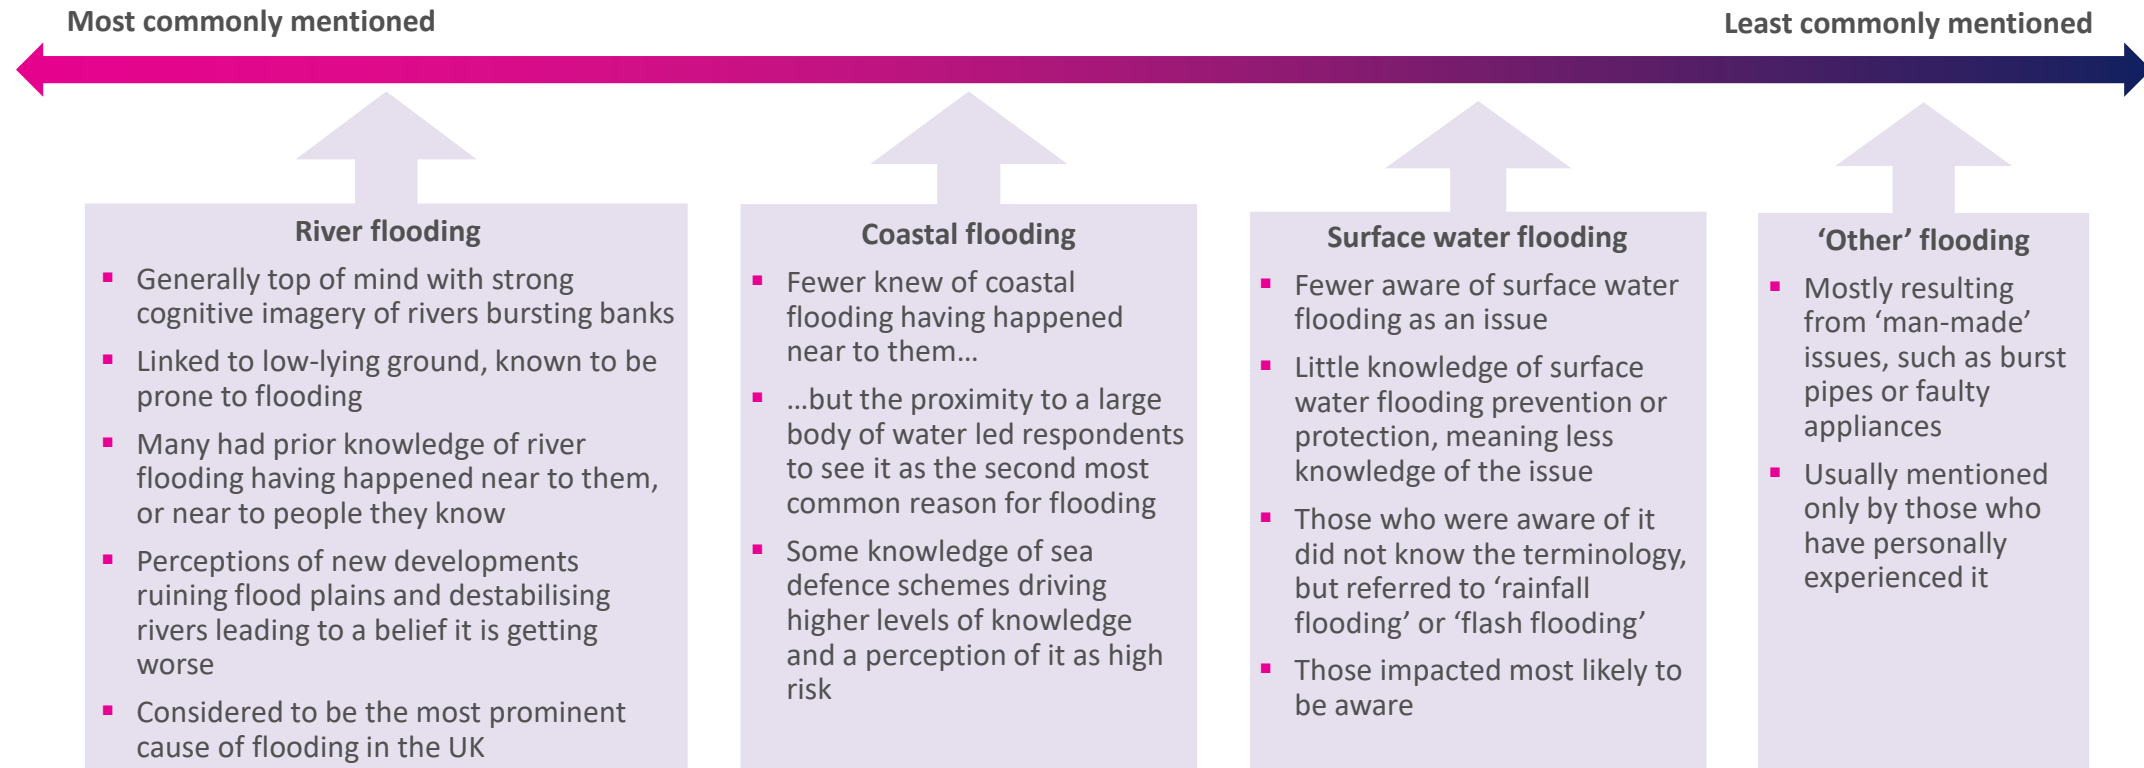 Most commonly mentioned
Least commonly mentioned
River flooding
▪ Generally top of mind with strong
cognitive imagery of rivers bursting banks
▪ Linked to low-lying ground, known to be
prone to flooding
▪ Many had prior knowledge of river
flooding having happened near to them,
or near to people they know
▪ Perceptions of new developments
ruining flood plains and destabilising
rivers leading to a belief it is getting
worse
▪ Considered to be the most prominent
cause of flooding in the UK
Coastal flooding
▪ Fewer knew of coastal
flooding having happened
near to them…
▪ …but the proximity to a large
body of water led respondents
to see it as the second most
common reason for flooding
▪ Some knowledge of sea
defence schemes driving
higher levels of knowledge
and a perception of it as high
risk
Surface water flooding
▪ Fewer aware of surface water
flooding as an issue
▪ Little knowledge of surface
water flooding prevention or
protection, meaning less
knowledge of the issue
▪ Those who were aware of it
did not know the terminology,
but referred to ‘rainfall
flooding’ or ‘flash flooding’
▪ Those impacted most likely to
be aware
‘Other’ flooding
▪ Mostly resulting
from ‘man-made’
issues, such as burst
pipes or faulty
appliances
▪ Usually mentioned
only by those who
have personally
experienced it